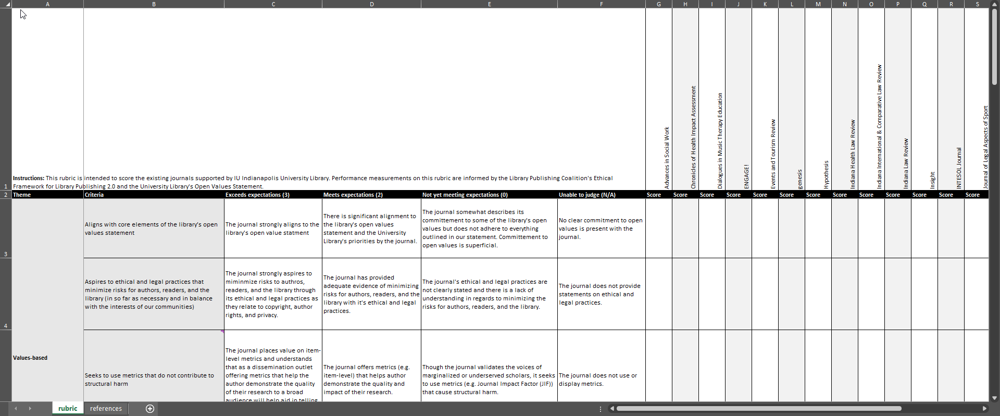 A B C D E F G H I J K L M N O P Q R S
Advances in Social Work
Chronicles of Health Impact Assessment
Dialogues in Music Therapy Education
ENGAGE!
Events and Tourism Review
genesis
Hypothesis
Indiana Health Law Review
Indiana International & Comparative Law Review
Indiana Law Review
Insight
INTESOL Journal
Journal of Legal Aspects of Sport
Instructions: This rubric is intended to score the existing journals supported by IU Indianapolis University Library. Performance measurements on this rubric are informed by the Library Publishing Coalition's Ethical
1 Framework for Library Publishing 2.0 and the University Library's Open Values Statement.
2 Theme Criteria Exceeds expectations (3) Meets expectations (2) Not yet meeting expectations (0) Unable to judge (N/A) Score Score Score Score Score Score Score Score Score Score Score Score Score
3
Aligns with core elements of the library's open
values statement
The journal strongly aligns to the
library's open value statment
There is significant alignment to
the library's open values
statement and the University
Library's priorities by the journal.
The journal somewhat describes its
committement to some of the library's open
values but does not adhere to everything
outlined in our statement. Committement to
open values is superficial.
No clear commitment to open
values is present with the
journal.
4
Aspires to ethical and legal practices that
minimize risks for authors, readers, and the
library (in so far as necessary and in balance
with the interests of our communities)
The journal strongly aspires to
miminmize risks to authros,
readers, and the library through
its ethical and legal practices as
they relate to copyright, author
rights, and privacy.
The journal has provided
adequate evidence of minimizing
risks for authors, readers, and the
library with it's ethical and legal
practices.
The journal's ethical and legal practices are
not clearly stated and there is a lack of
understanding in regards to minimizing the
risks for authors, readers, and the library.
The journal does not provide
statements on ethical and
legal practices.
Values-based
Seeks to use metrics that do not contribute to
structural harm
The journal places value on item-
level metrics and understands
that as a dissemination outlet
offering metrics that help the
author demonstrate the quality
of their research to a broad
audience will help aid in telling
The journal offers metrics (e.g.
item-level) that helps author
demonstrate the quality and
impact of their research.
Though the journal validates the voices of
marginalized or underserved scholars, it seeks
to use metrics (e.g. Journal Impact Factor (JIF))
that cause structural harm.
The journal does not use or
display metrics.
rubric references